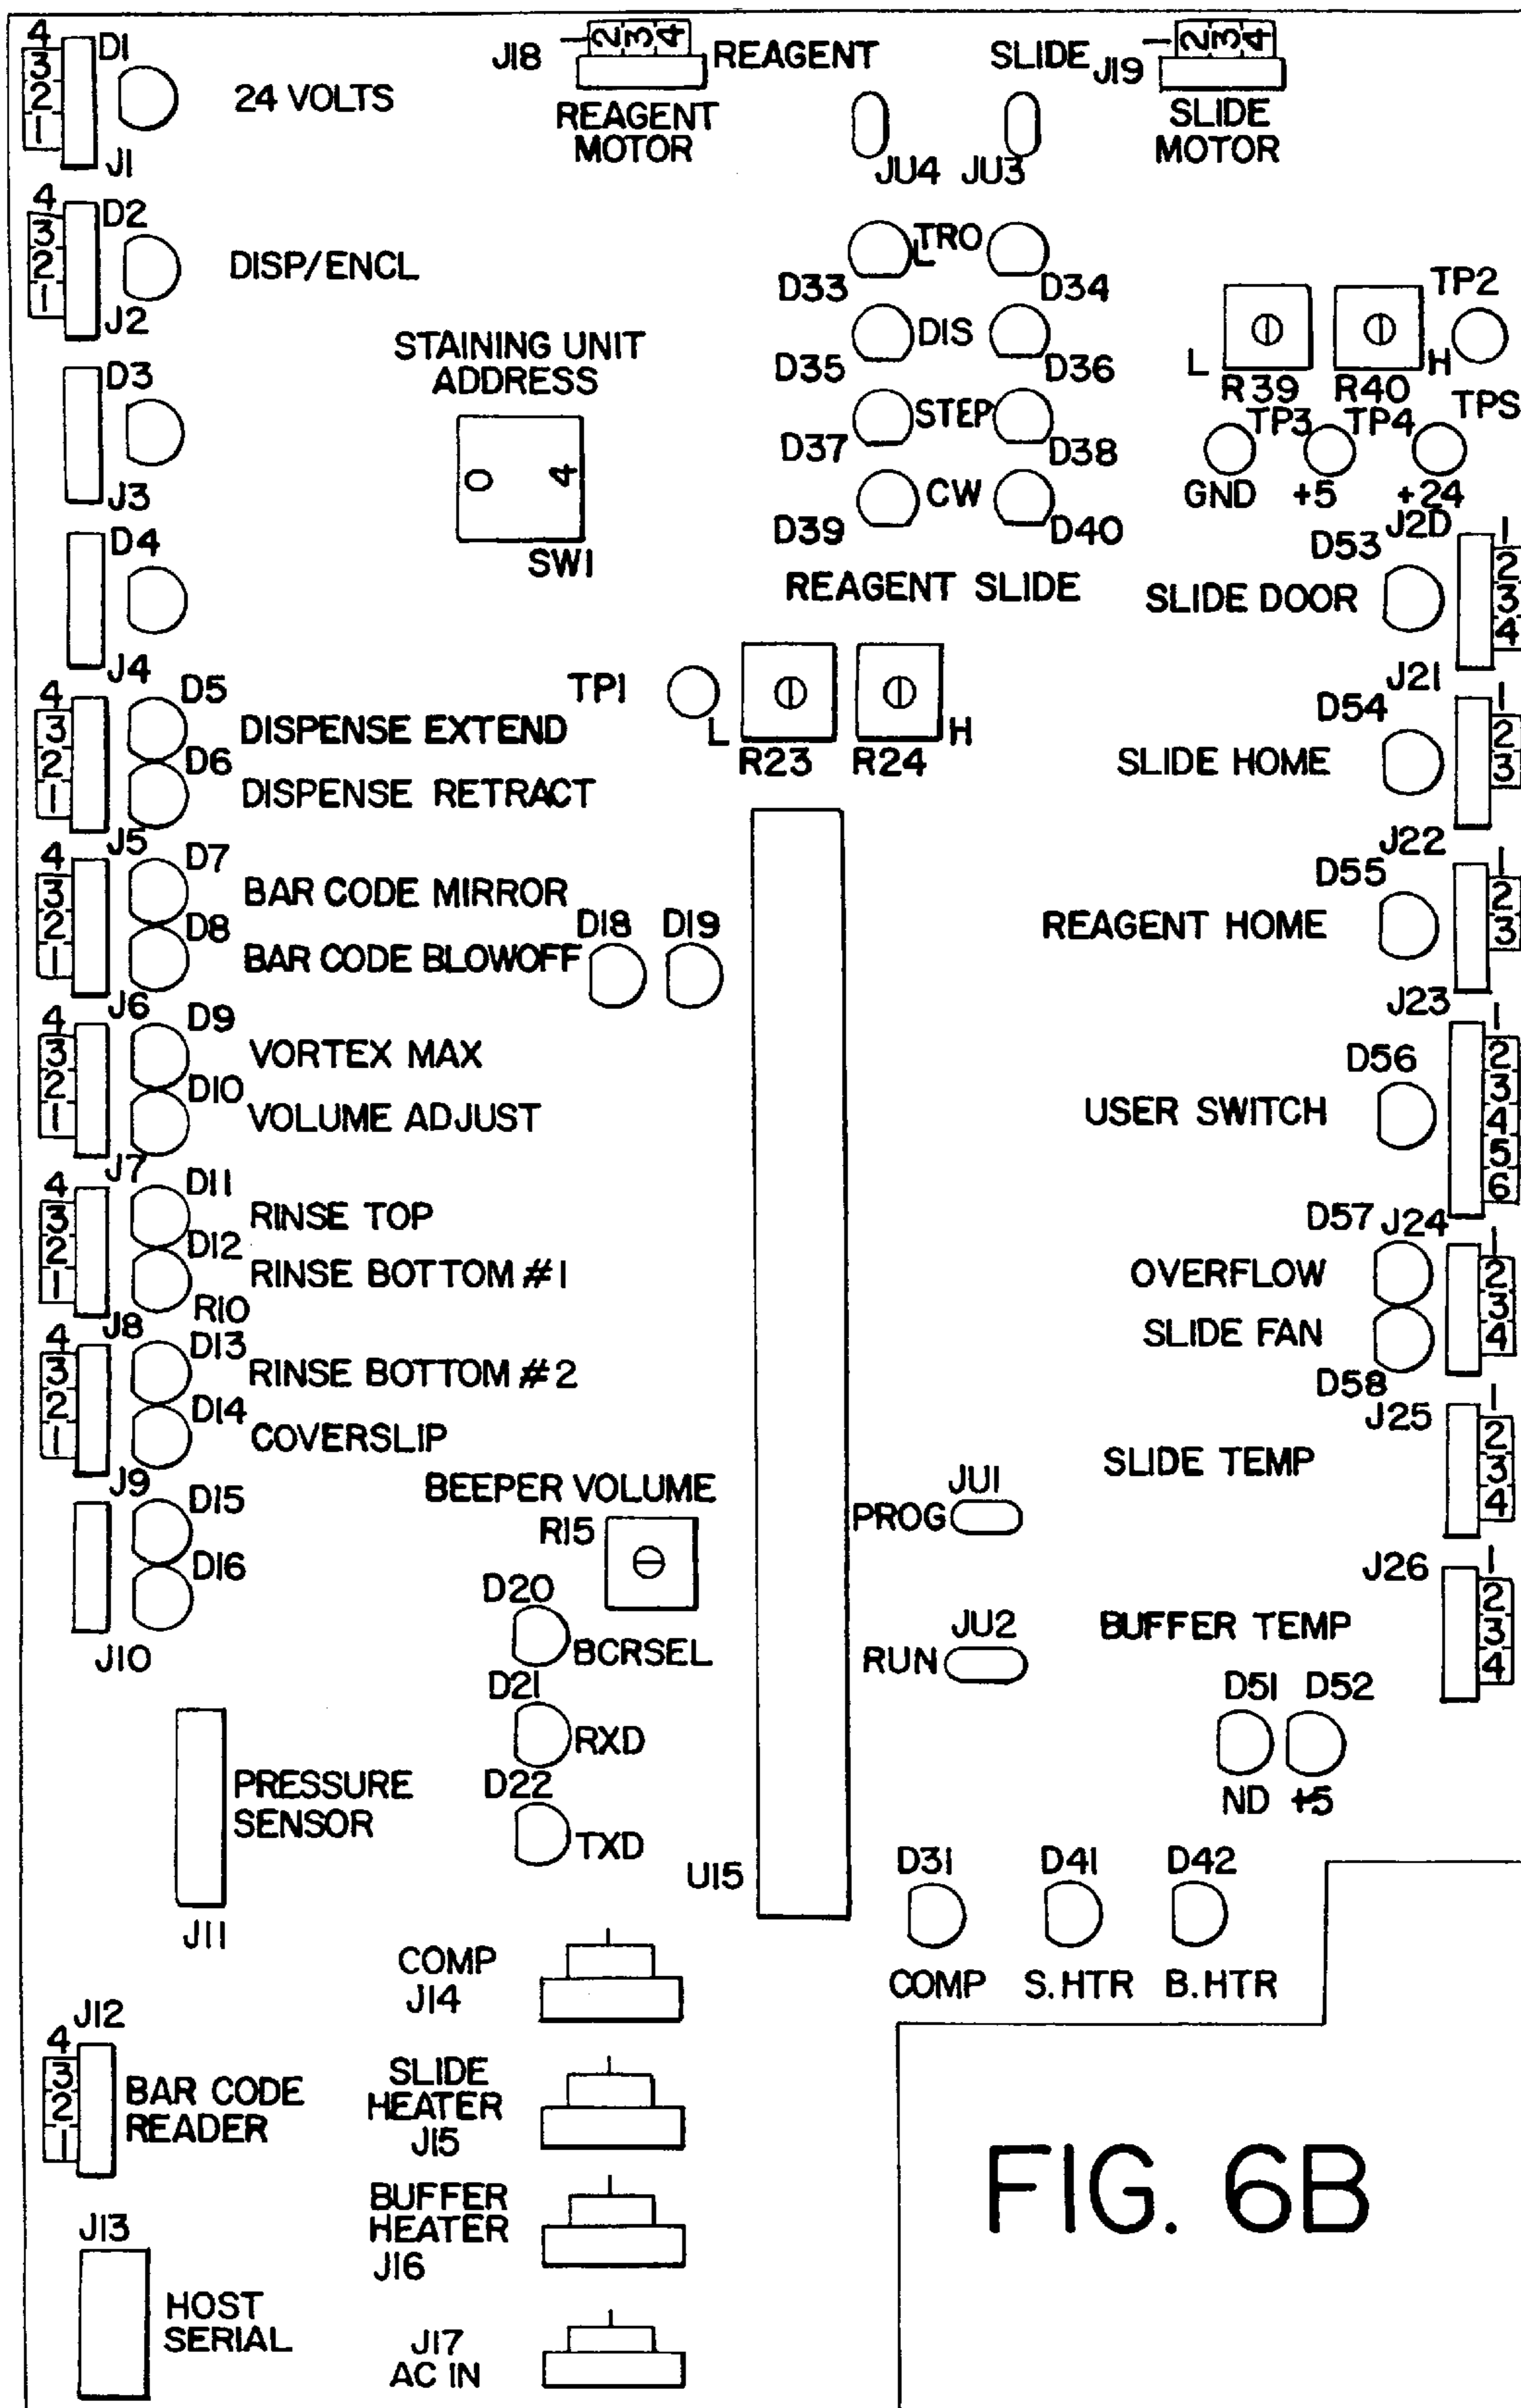 J18 1 2 3 4 REAGENT
REAGENT
MOTOR
SLIDE J19 1 2 3 4
SLIDE
MOTOR
JU4 JU3
4 D1
3
2 24 VOLTS
1
J1
4 D2
3
2 DISP/ENCL
1
J2
D3
J3
D4
J4
STAINING UNIT
ADDRESS
0 4
SW1
D33 LTRO D34
D35 DIS D36
D37 STEP D38
D39 CW D40
REAGENT SLIDE
TP2
L R39 R40 H
TP3 TP4 TPS
GND +5 +24
TP1 L R23 R24 H
4 D5
3 DISPENSE EXTEND
2 D6
1 DISPENSE RETRACT
J5
4 D7
3 BAR CODE MIRROR
2 D8
1 BAR CODE BLOWOFF
J6
D18 D19
4 D9
3 VORTEX MAX
2 D10
1 VOLUME ADJUST
J7
4 D11
3 RINSE TOP
2 D12
1 RINSE BOTTOM #1
R10
J8
4 D13
3 RINSE BOTTOM #2
2 D14
1 COVERSLIP
J9
D15
D16
J10
BEEPER VOLUME
R15
D20
BCRSEL
D21
RXD
D22
TXD
PRESSURE
SENSOR
J11
U15
JU1
PROG
JU2
RUN
J2D
D53 1
2
SLIDE DOOR 3
4
J21
D54 1
2
SLIDE HOME 3
J22
D55 1
2
REAGENT HOME 3
J23
D56 1
2
3
USER SWITCH 4
5
6
D57 J24
OVERFLOW 1
2
3
SLIDE FAN 4
D58
J25 1
2
SLIDE TEMP 3
4
J26 1
2
BUFFER TEMP 3
4
D51 D52
ND +5
D31 D41 D42
COMP S.HTR B.HTR
COMP
J14
J12
4
3 BAR CODE
2 READER
1
SLIDE
HEATER
J15
BUFFER
HEATER
J16
J13
HOST
SERIAL
J17
AC IN
FIG. 6B